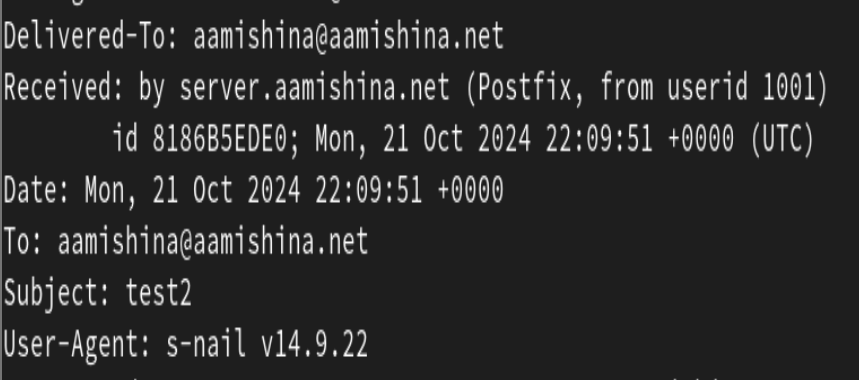 Delivered-To: aamishina@aamishina.net
Received: by server.aamishina.net (Postfix, from userid 1001)
id 8186B5EDE0; Mon, 21 Oct 2024 22:09:51 +0000 (UTC)
Date: Mon, 21 Oct 2024 22:09:51 +0000
To: aamishina@aamishina.net
Subject: test2
User-Agent: s-nail v14.9.22